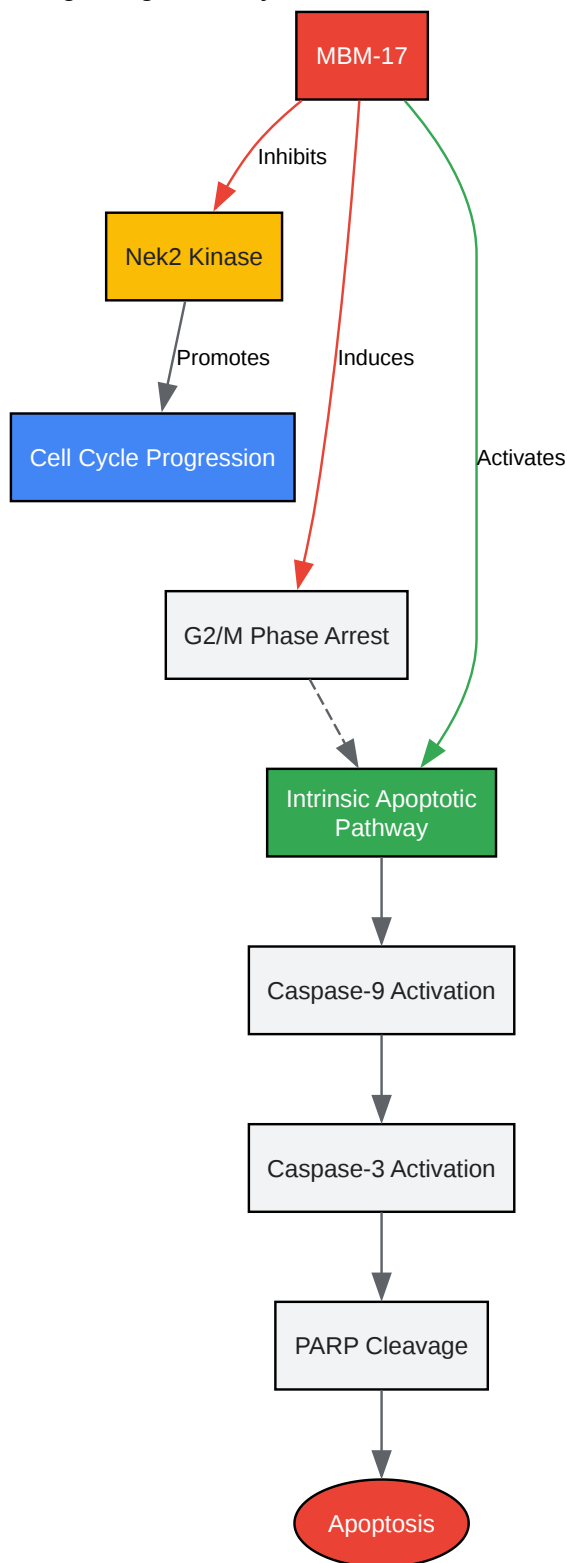 MBM-17
Inhibits
Nek2 Kinase
Promotes
Induces
Cell Cycle Progression
Activates
G2/M Phase Arrest
Intrinsic Apoptotic
Pathway
Caspase-9 Activation
Caspase-3 Activation
PARP Cleavage
Apoptosis